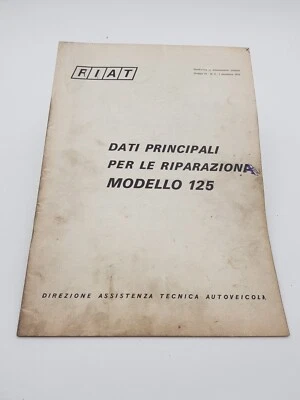 FIAT
DATI PRINCIPALI
PER LE RIPARAZIONI
MODELLO 125
DIREZIONE ASSISTENZA TECNICA AUTOVEICOLI